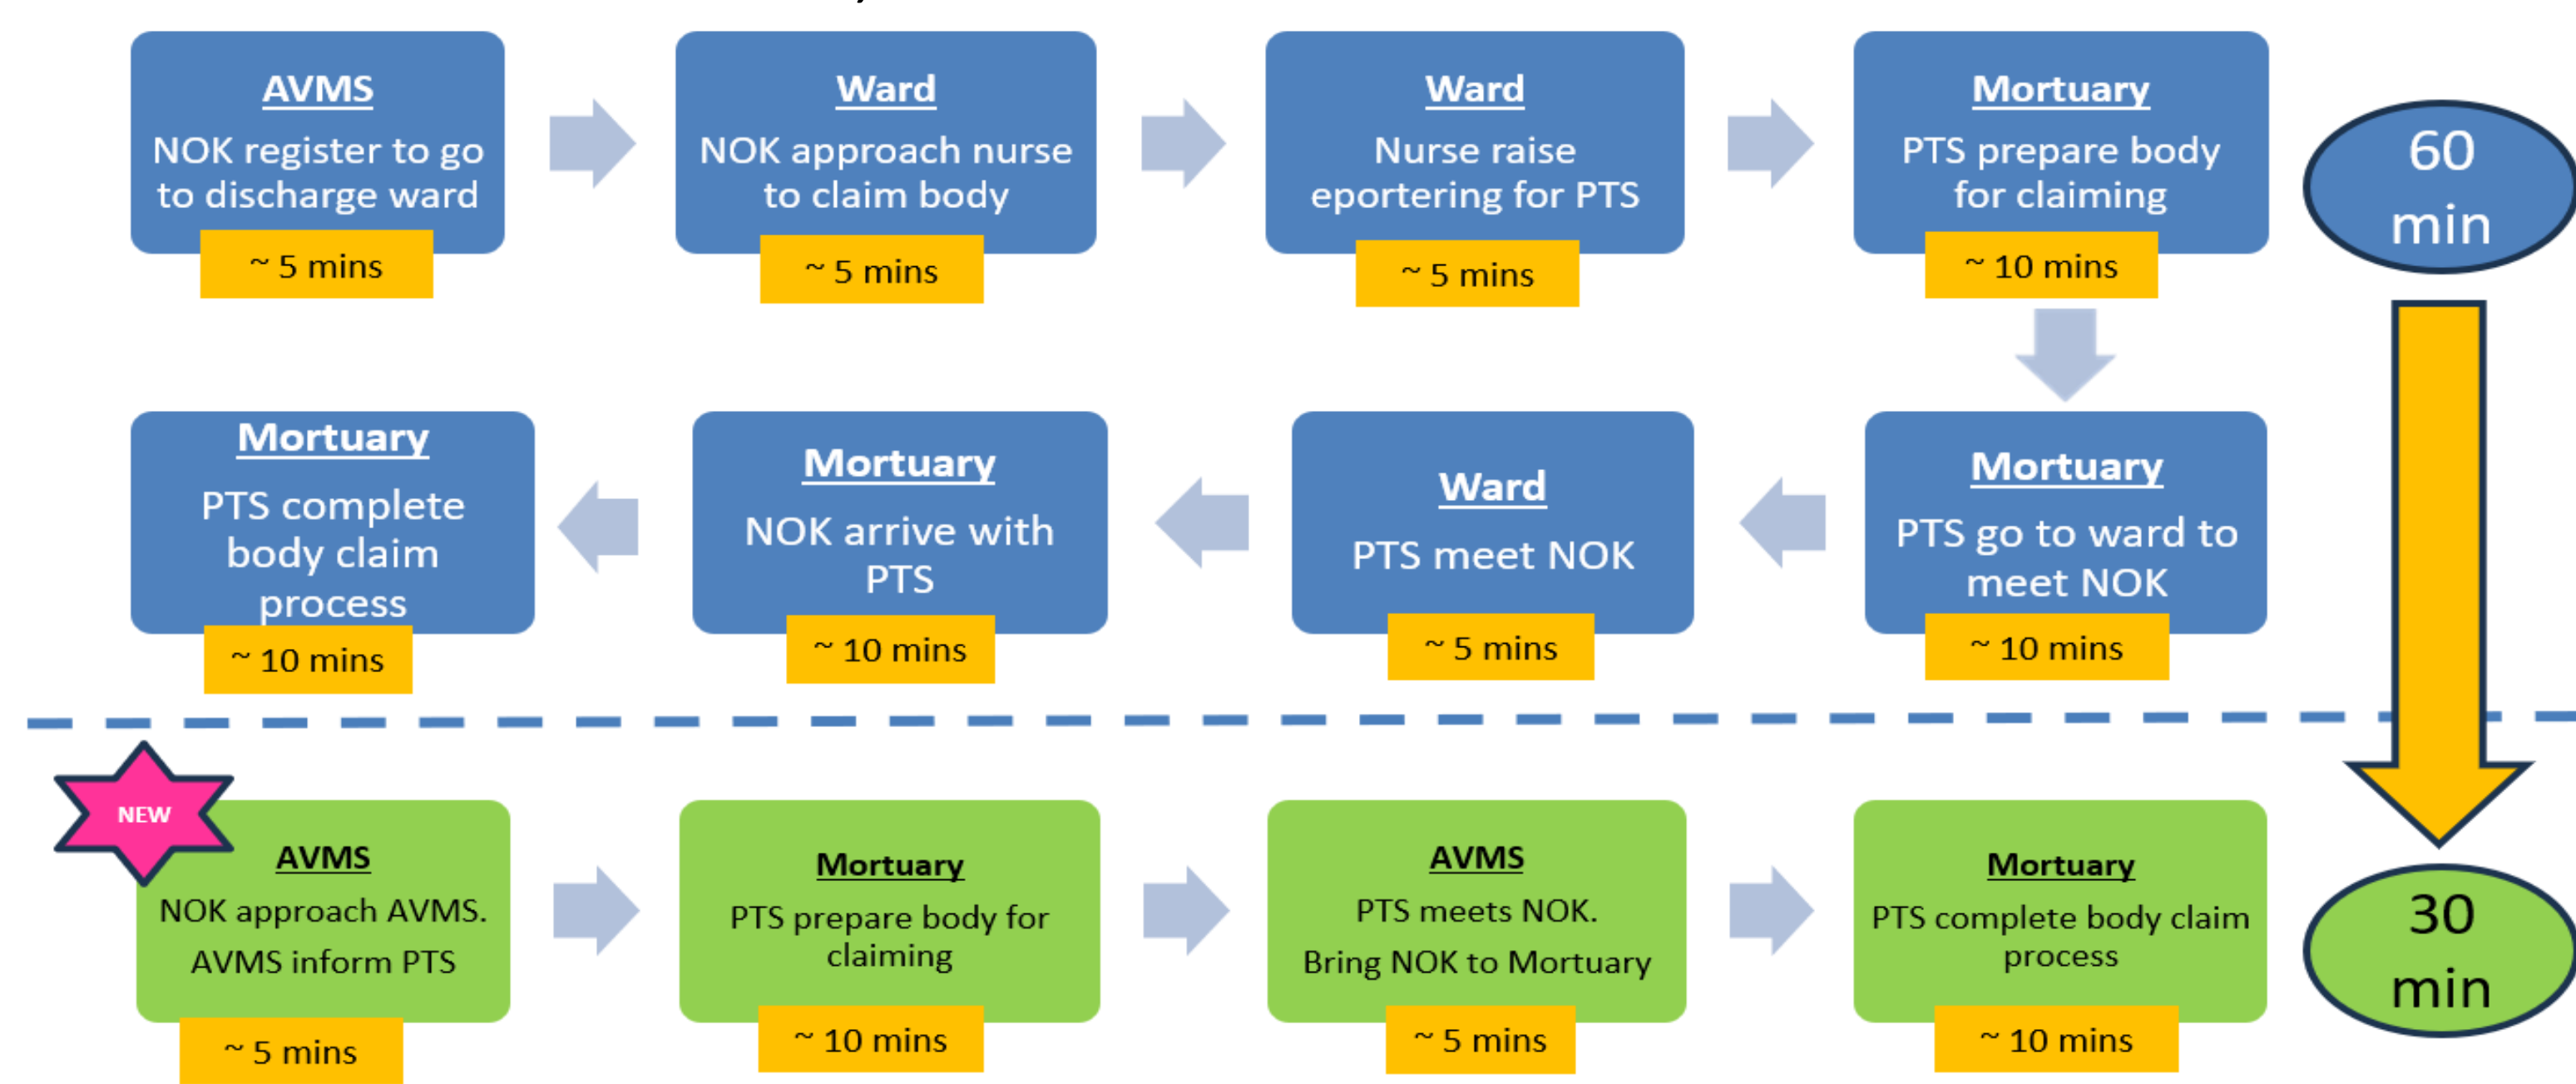 AVMS
NOK register to go
to discharge ward
~ 5 mins
Ward
NOK approach nurse
to claim body
~ 5 mins
Ward
Nurse raise
eportering for PTS
~ 5 mins
Mortuary
PTS prepare body
for claiming
~ 10 mins
60
min
Mortuary
PTS go to ward to
meet NOK
~ 10 mins
Ward
PTS meet NOK
~ 5 mins
Mortuary
NOK arrive with
PTS
~ 10 mins
Mortuary
PTS complete
body claim
process
~ 10 mins
NEW
AVMS
NOK approach AVMS.
AVMS inform PTS
~ 5 mins
Mortuary
PTS prepare body for
claiming
~ 10 mins
AVMS
PTS meets NOK.
Bring NOK to Mortuary
~ 5 mins
Mortuary
PTS complete body claim
process
~ 10 mins
30
min